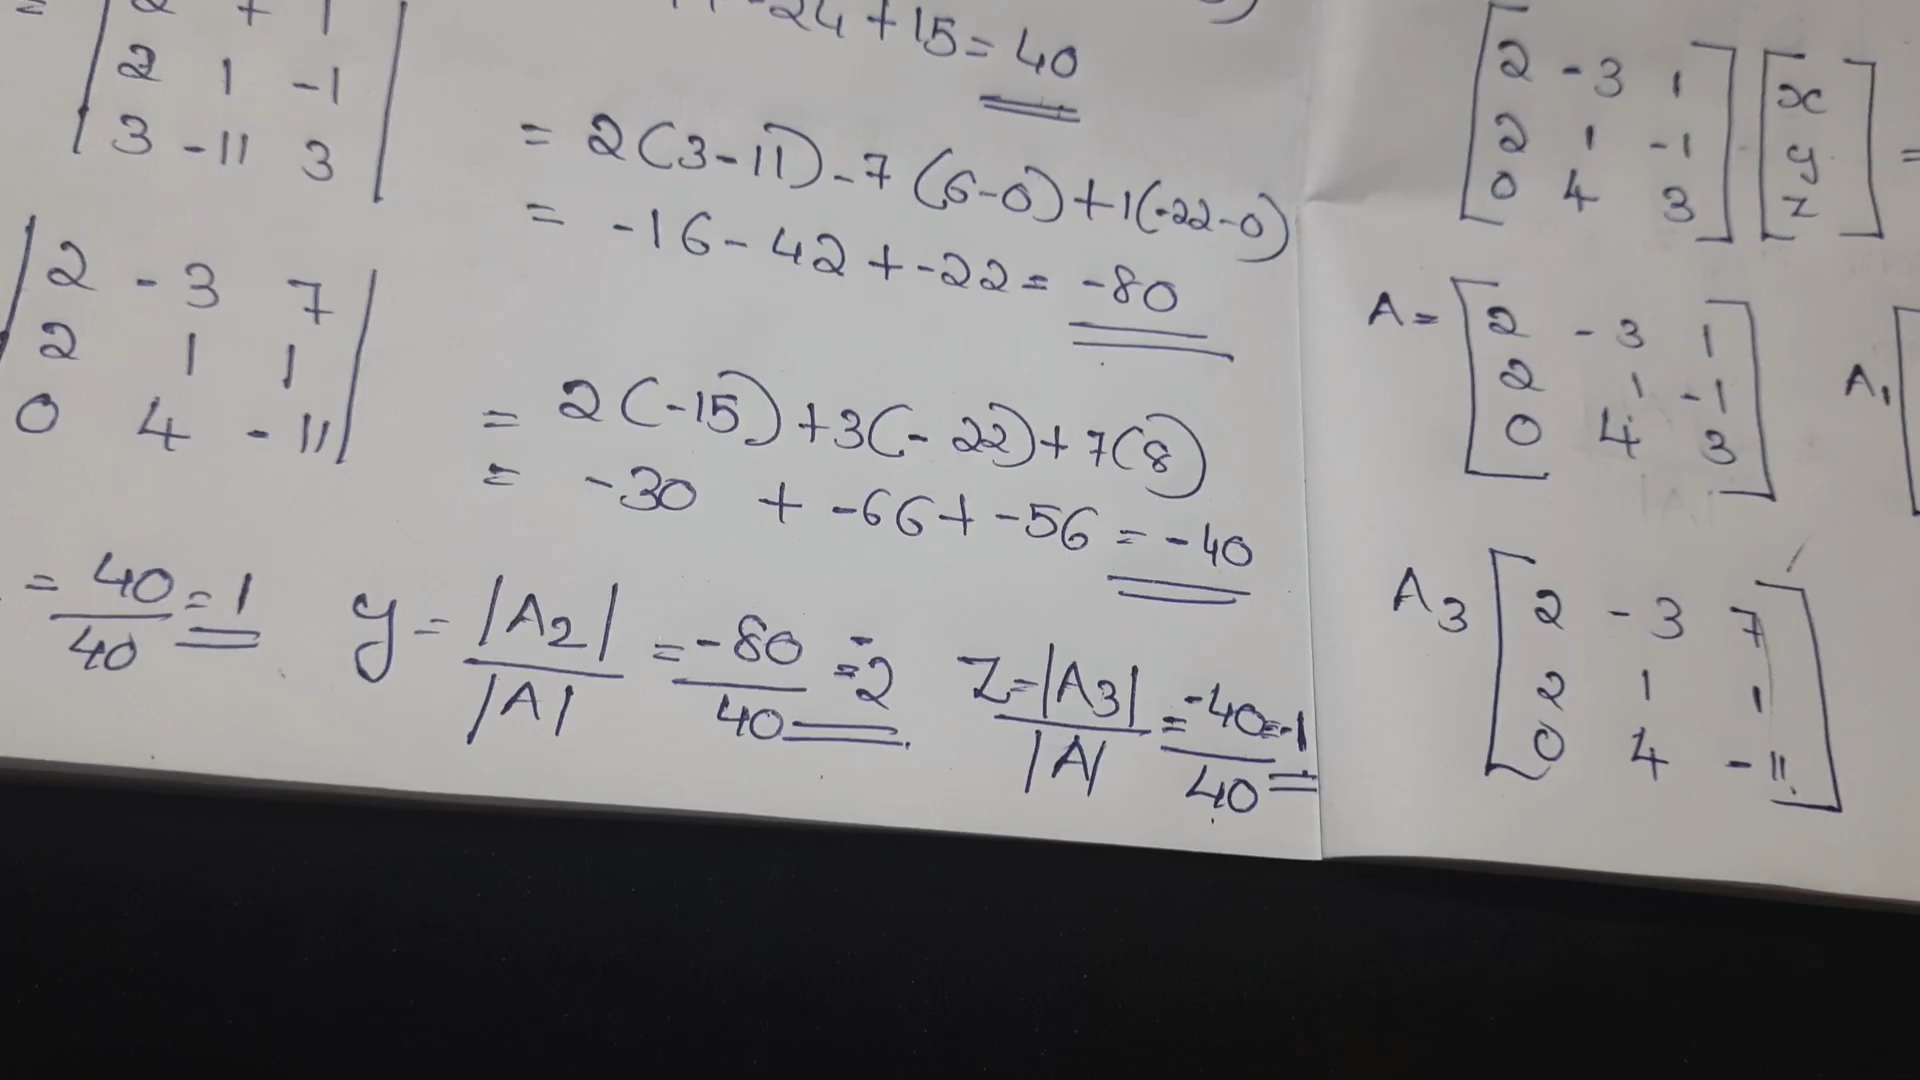 = | 2 7 1
2 1 -1
3 -11 3 |
-24 + 15 = 40
= 2(3-11) - 7(6-0) + 1(-22-0)
= -16 - 42 + -22 = -80
| 2 -3 7
2 1 1
0 4 -11 |
= 2(-15) + 3(-22) + 7(8)
= -30 + -66 + -56 = -40
= 40/40 = 1 y = |A2|/|A| = -80/40 = -2 Z = |A3|/|A| = -40/40 = -1
[ 2 -3 1 ] [ x ] =
[ 2 1 -1 ] [ y ]
[ 0 4 3 ] [ z ]
A = [ 2 -3 1 A1 [
2 1 -1
0 4 3 ]
A3 [ 2 -3 7
2 1 1
0 4 -11 ]